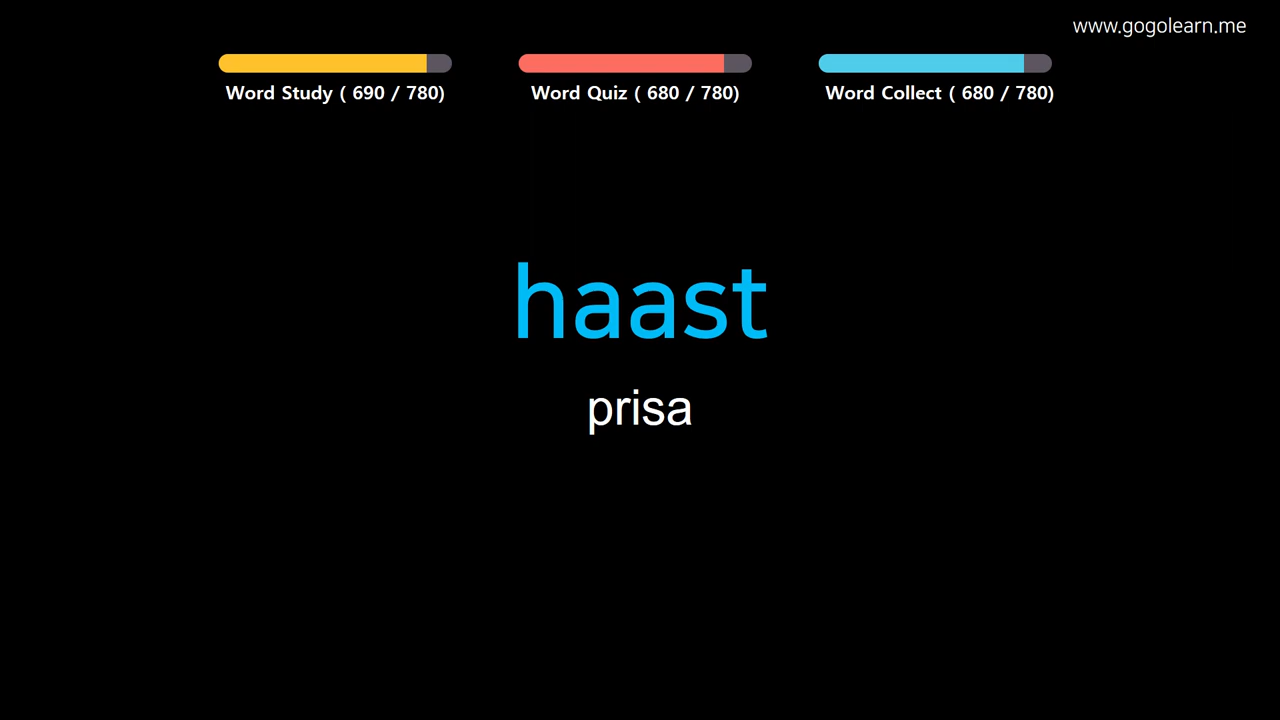 www.gogolearn.me
Word Study ( 690 / 780)
Word Quiz ( 680 / 780)
Word Collect ( 680 / 780)
haast
prisa